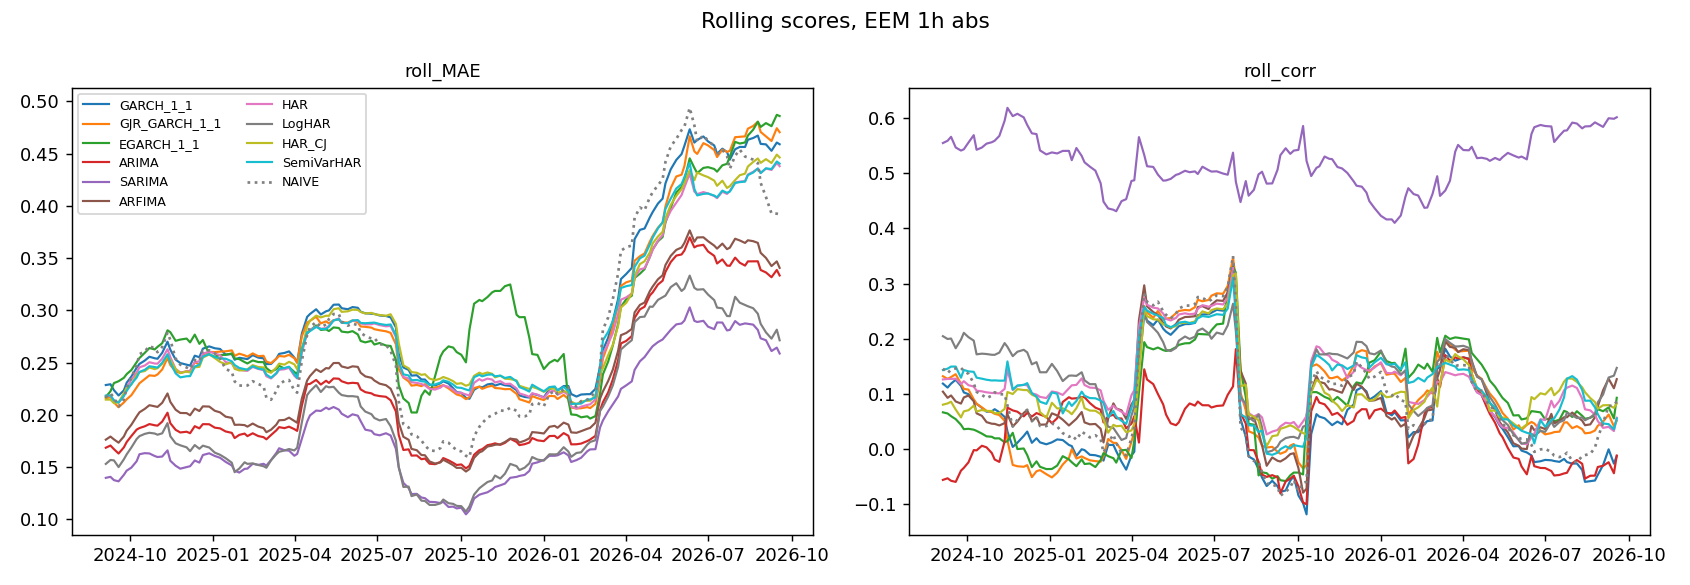 Rolling scores, EEM 1h abs
roll_MAE
0.50
0.45
0.40
0.35
0.30
0.25
0.20
0.15
0.10
GARCH_1_1
GJR_GARCH_1_1
EGARCH_1_1
ARIMA
SARIMA
ARFIMA
HAR
LogHAR
HAR_CJ
SemiVarHAR
NAIVE
2024-10 2025-01 2025-04 2025-07 2025-10 2026-01 2026-04 2026-07 2026-10
roll_corr
0.6
0.5
0.4
0.3
0.2
0.1
0.0
−0.1
2024-10 2025-01 2025-04 2025-07 2025-10 2026-01 2026-04 2026-07 2026-10